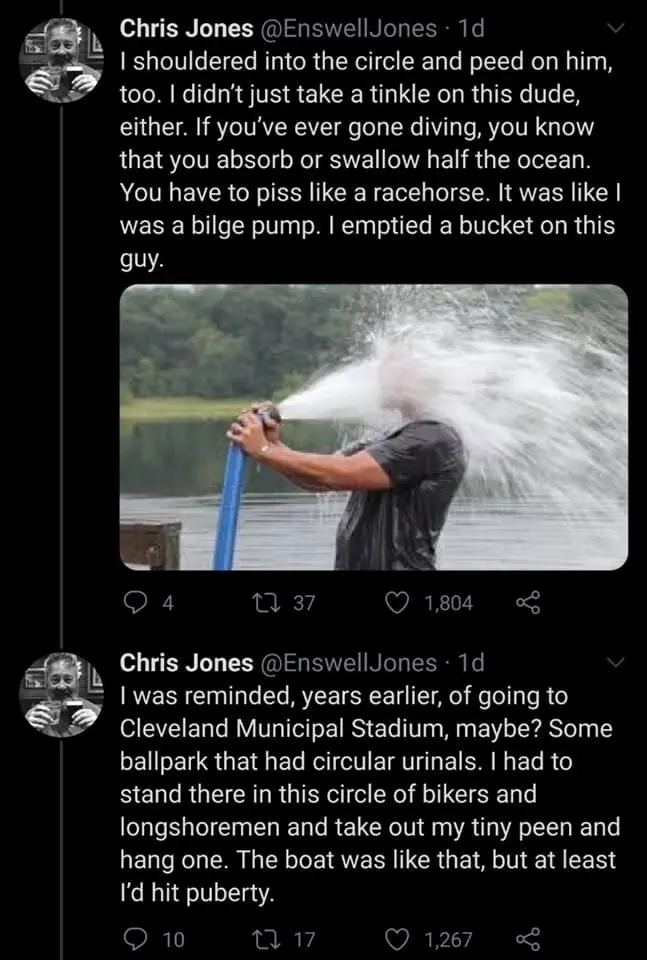 Chris Jones @EnswellJones · 1d
I shouldered into the circle and peed on him,
too. I didn't just take a tinkle on this dude,
either. If you've ever gone diving, you know
that you absorb or swallow half the ocean.
You have to piss like a racehorse. It was like I
was a bilge pump. I emptied a bucket on this
guy.
4 37 1,804
Chris Jones @EnswellJones · 1d
I was reminded, years earlier, of going to
Cleveland Municipal Stadium, maybe? Some
ballpark that had circular urinals. I had to
stand there in this circle of bikers and
longshoremen and take out my tiny peen and
hang one. The boat was like that, but at least
I'd hit puberty.
10 17 1,267